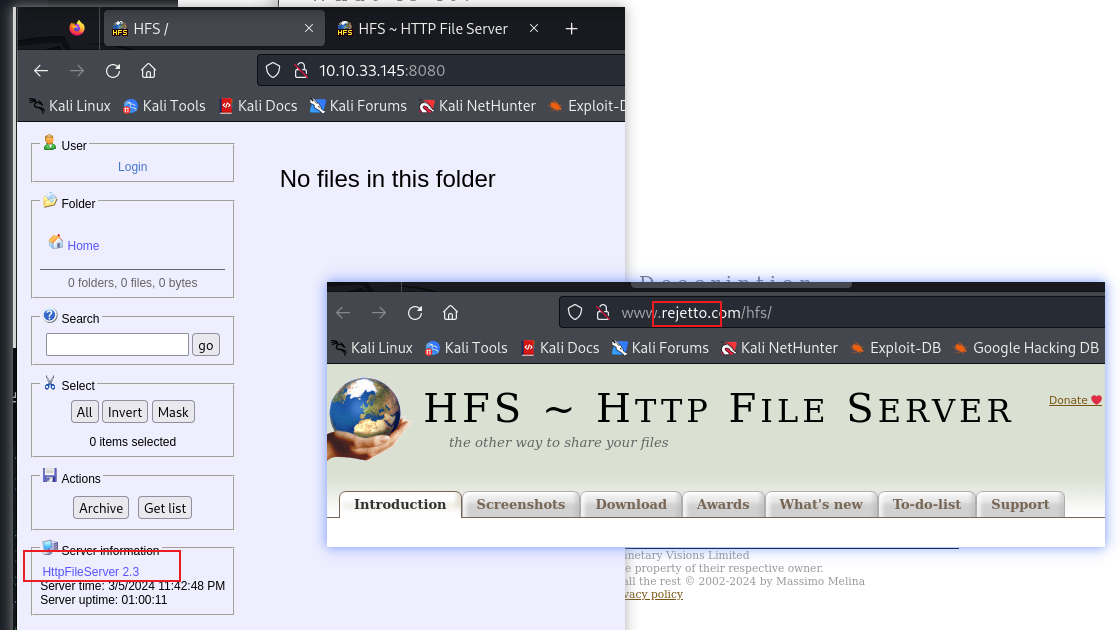 HFS /
HFS ~ HTTP File Server
10.10.33.145:8080
Kali Linux Kali Tools Kali Docs Kali Forums Kali NetHunter Exploit-D
User
Login
No files in this folder
Folder
Home
0 folders, 0 files, 0 bytes
Search
go
Select
All Invert Mask
0 items selected
Actions
Archive Get list
Server information
HttpFileServer 2.3
Server time: 3/5/2024 11:42:48 PM
Server uptime: 01:00:11
Description
www.rejetto.com/hfs/
Kali Linux Kali Tools Kali Docs Kali Forums Kali NetHunter Exploit-DB Google Hacking DB
HFS ~ HTTP FILE SERVER
the other way to share your files
Donate
Introduction Screenshots Download Awards What's new To-do-list Support
anetary Visions Limited
e property of their respective owner.
all the rest © 2002-2024 by Massimo Melina
vacy policy